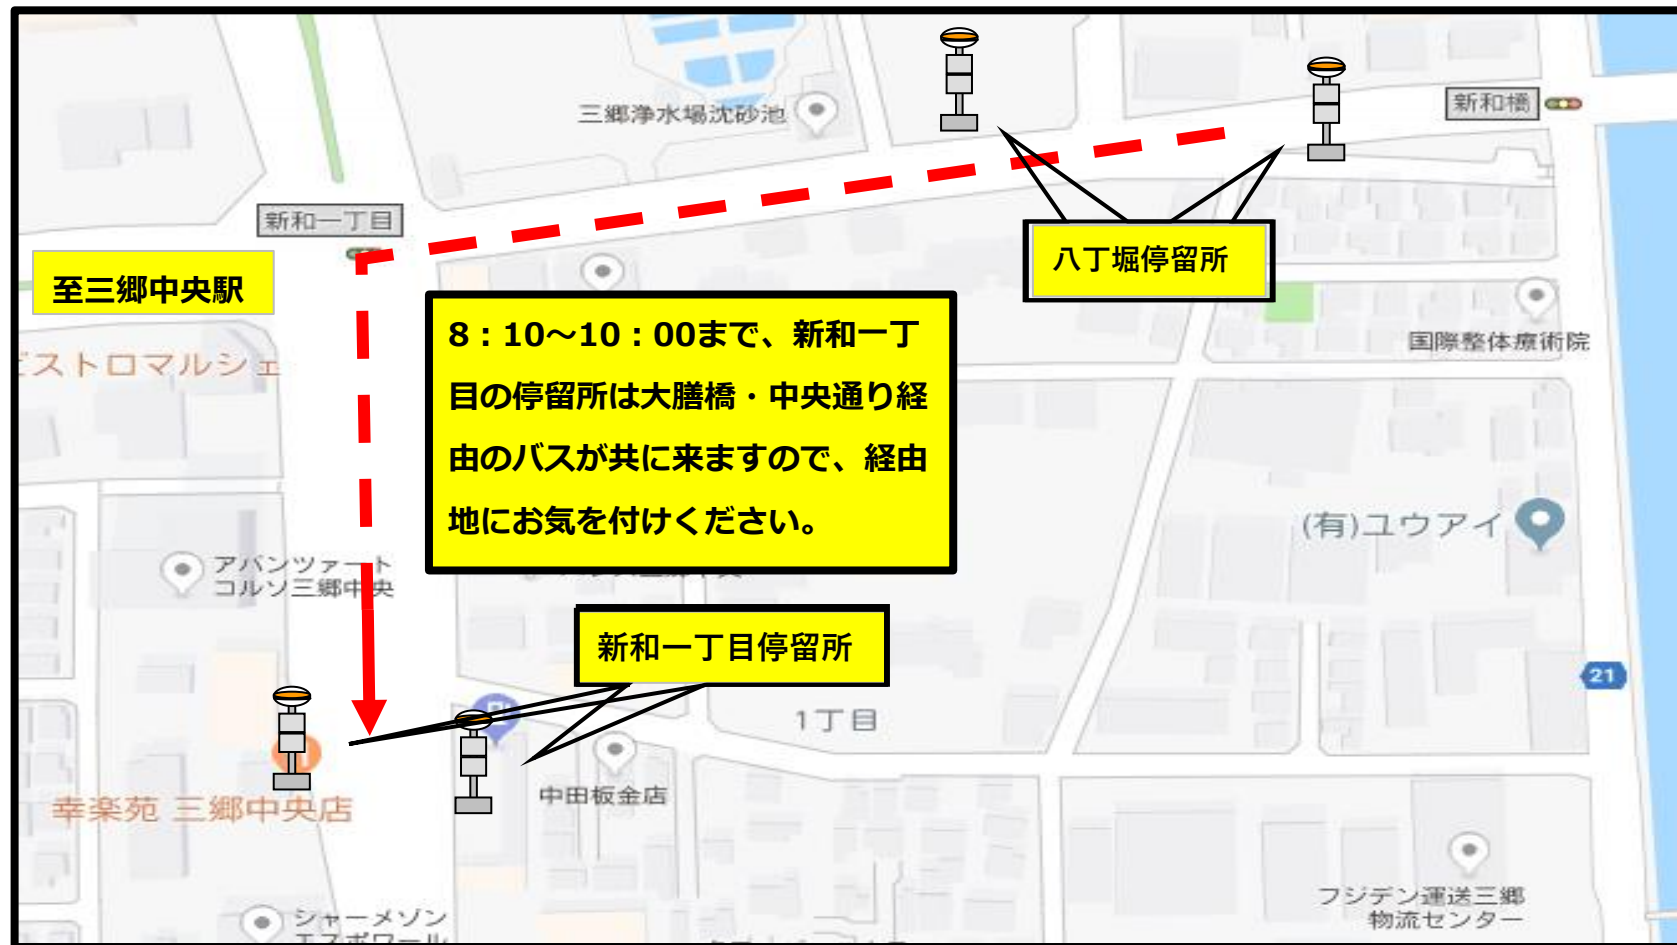 三郷浄水場沈砂池
新和橋
新和一丁目
至三郷中央駅
八丁堀停留所
ストロマルシェ
8：10～10：00まで、新和一丁
目の停留所は大膳橋・中央通り経
由のバスが共に来ますので、経由
地にお気を付けください。
国際整体療術院
(有)ユウアイ
アバンツァート
コルソ三郷中央
新和一丁目停留所
21
1丁目
中田板金店
幸楽苑 三郷中央店
フジデン運送三郷
物流センター
シャーメゾン
エスポワール